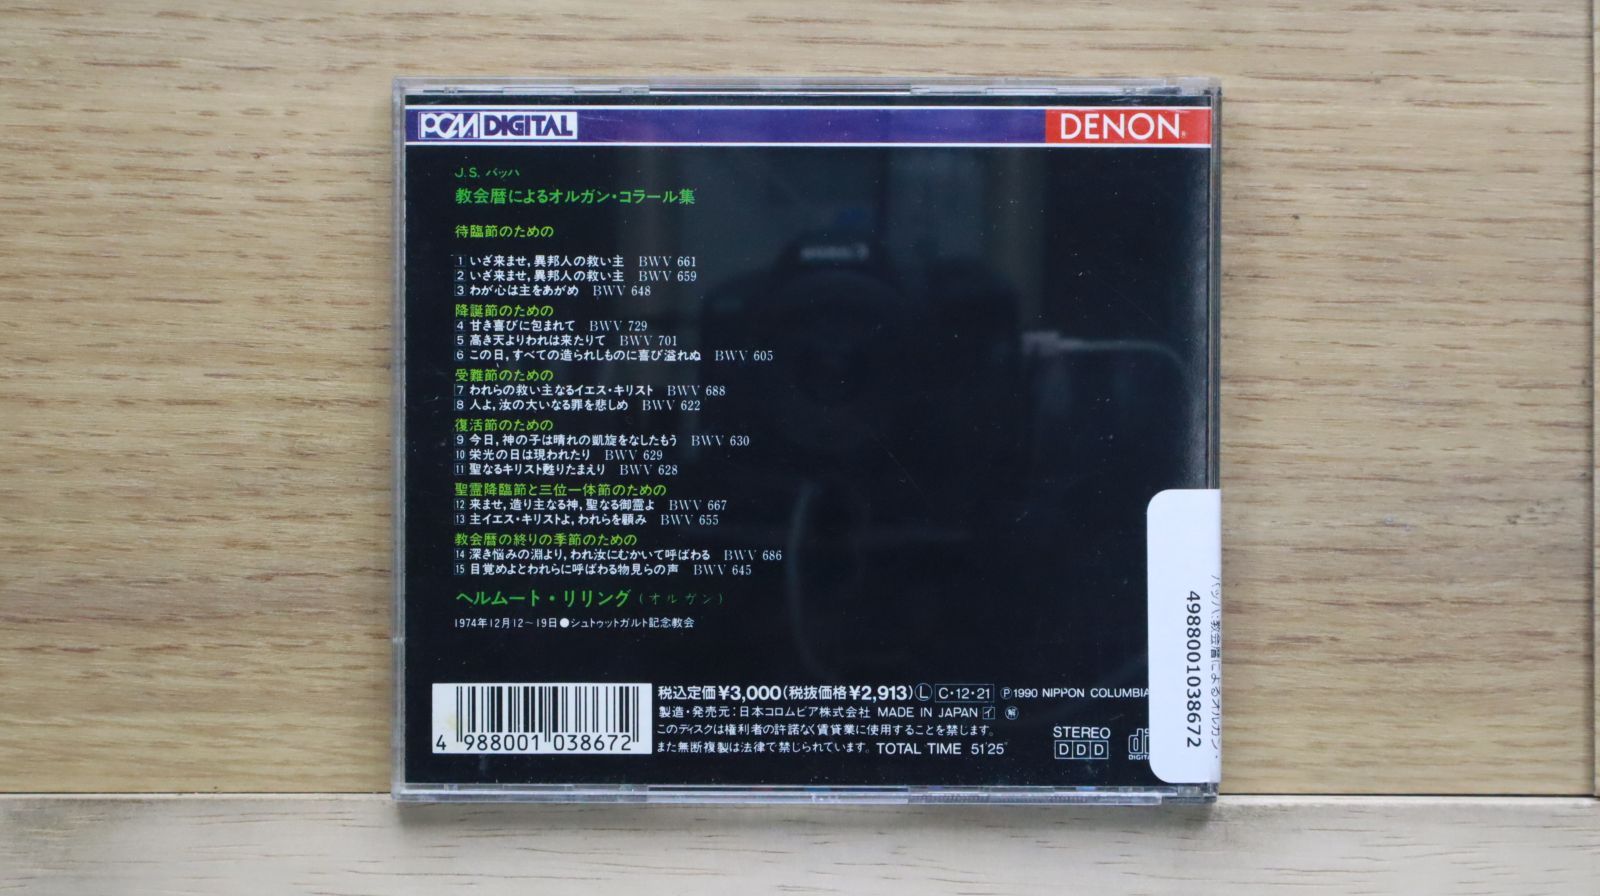 PCM DIGITAL
DENON®
J.S. バッハ
教会暦によるオルガン・コラール集
待臨節のための
1 いざ来ませ,異邦人の救い主 BWV 661
2 いざ来ませ,異邦人の救い主 BWV 659
3 わが心は主をあがめ BWV 648
降誕節のための
4 甘き喜びに包まれて BWV 729
5 高き天よりわれは来たりて BWV 701
6 この日,すべての造られしものに喜び溢れぬ BWV 605
受難節のための
7 われらの救い主なるイエス・キリスト BWV 688
8 人よ,汝の大いなる罪を悲しめ BWV 622
復活節のための
9 今日,神の子は晴れの凱旋をなしたもう BWV 630
10 栄光の日は現われたり BWV 629
11 聖なるキリスト甦りたまえり BWV 628
聖霊降臨節と三位一体節のための
12 来ませ,造り主なる神,聖なる御霊よ BWV 667
13 主イエス・キリストよ,われらを顧み BWV 655
教会暦の終りの季節のための
14 深き悩みの淵より,われ汝にむかいて呼ばわる BWV 686
15 目覚めよとわれらに呼ばわる物見らの声 BWV 645
ヘルムート・リリング(オルガン)
1974年12月12〜19日●シュトゥットガルト記念教会
4 988001 038672
税込定価¥3,000(税抜価格¥2,913)Ⓛ C・12・21 Ⓟ1990 NIPPON COLUMBIA
製造・発売元:日本コロムビア株式会社 MADE IN JAPAN イ 解
このディスクは権利者の許諾なく賃貸業に使用することを禁じます。
また無断複製は法律で禁じられています。 TOTAL TIME 51'25"
STEREO
DDD
バッハ:教会暦によるオルガン・
4988001038672